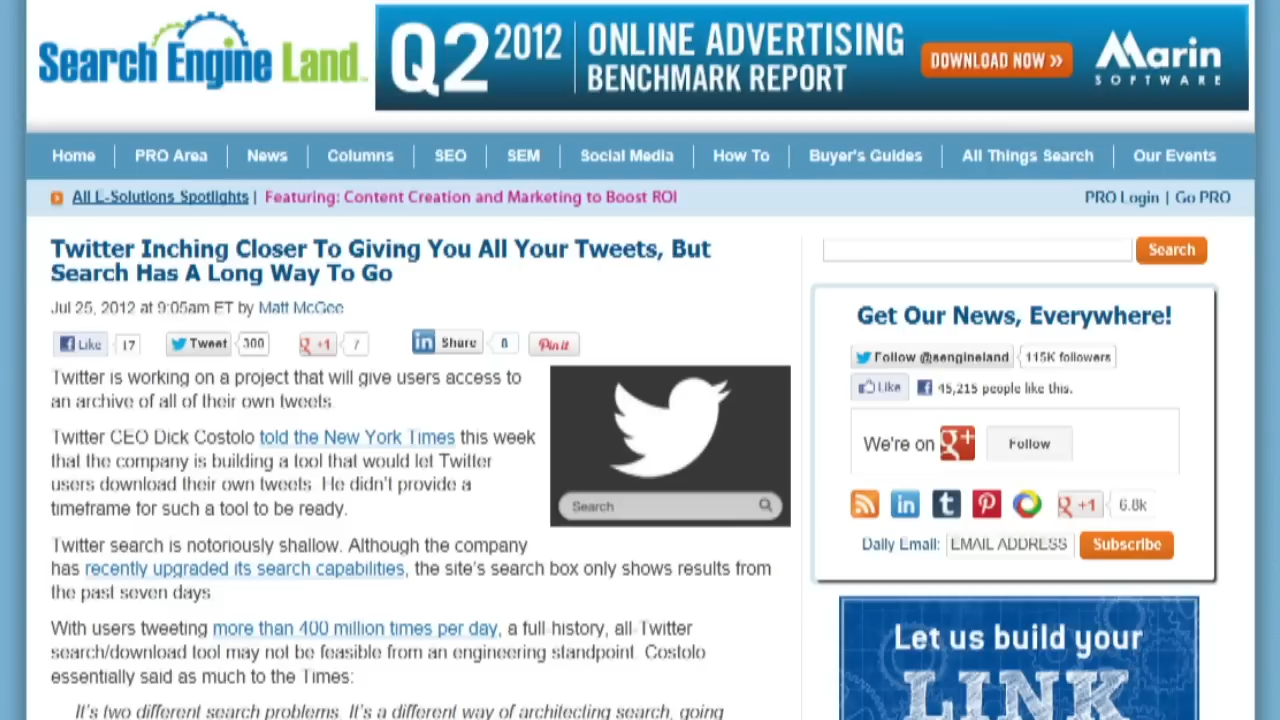 Search Engine Land
Q2 2012
ONLINE ADVERTISING
BENCHMARK REPORT
DOWNLOAD NOW »
Marin
SOFTWARE
Home
PRO Area
News
Columns
SEO
SEM
Social Media
How To
Buyer's Guides
All Things Search
Our Events
All L-Solutions Spotlights | Featuring: Content Creation and Marketing to Boost ROI
PRO Login | Go PRO
Twitter Inching Closer To Giving You All Your Tweets, But
Search Has A Long Way To Go
Jul 25, 2012 at 9:05am ET by Matt McGee
Like 17
Tweet 300
+1 7
in Share 8
Pin it
Twitter is working on a project that will give users access to
an archive of all of their own tweets.
Twitter CEO Dick Costolo told the New York Times this week
that the company is building a tool that would let Twitter
users download their own tweets. He didn't provide a
timeframe for such a tool to be ready.
Search
Twitter search is notoriously shallow. Although the company
has recently upgraded its search capabilities, the site's search box only shows results from
the past seven days
With users tweeting more than 400 million times per day, a full history, all-Twitter
search/download tool may not be feasible from an engineering standpoint. Costolo
essentially said as much to the Times:
It's two different search problems. It's a different way of architecting search, going
Search
Get Our News, Everywhere!
Follow @sengineland 115K followers
Like 45,215 people like this.
We're on g+ Follow
in t +1 6.8k
Daily Email: EMAIL ADDRESS Subscribe
Let us build your
LINK